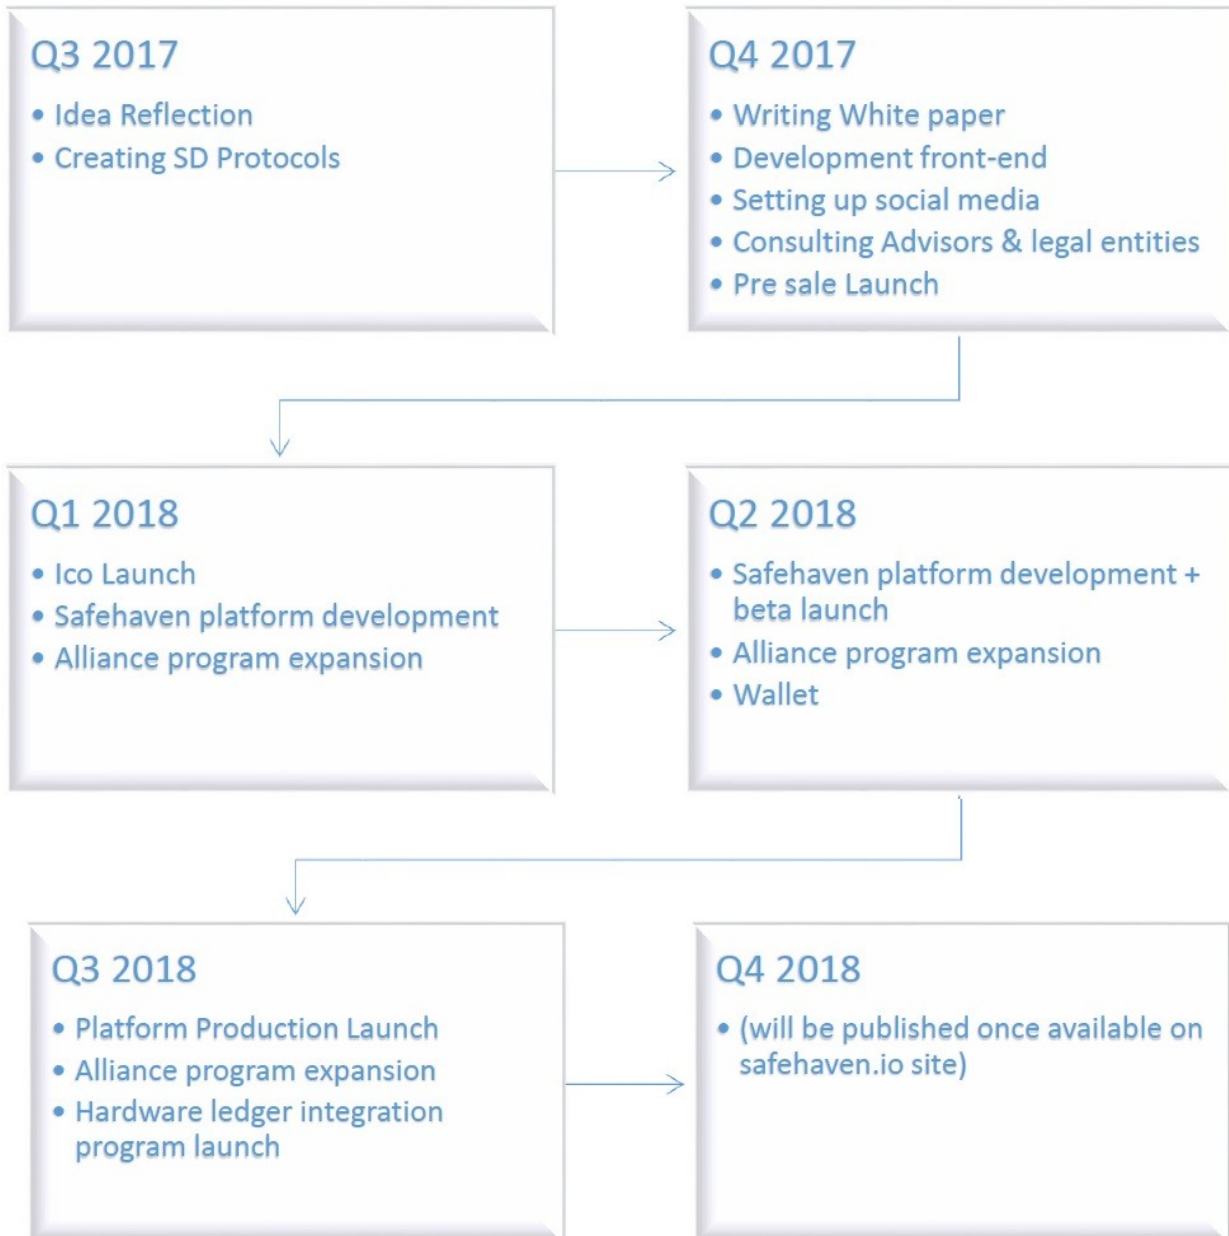 Q3 2017
• Idea Reflection
• Creating SD Protocols
Q4 2017
• Writing White paper
• Development front-end
• Setting up social media
• Consulting Advisors & legal entities
• Pre sale Launch
Q1 2018
• Ico Launch
• Safehaven platform development
• Alliance program expansion
Q2 2018
• Safehaven platform development +
beta launch
• Alliance program expansion
• Wallet
Q3 2018
• Platform Production Launch
• Alliance program expansion
• Hardware ledger integration
program launch
Q4 2018
• (will be published once available on
safehaven.io site)